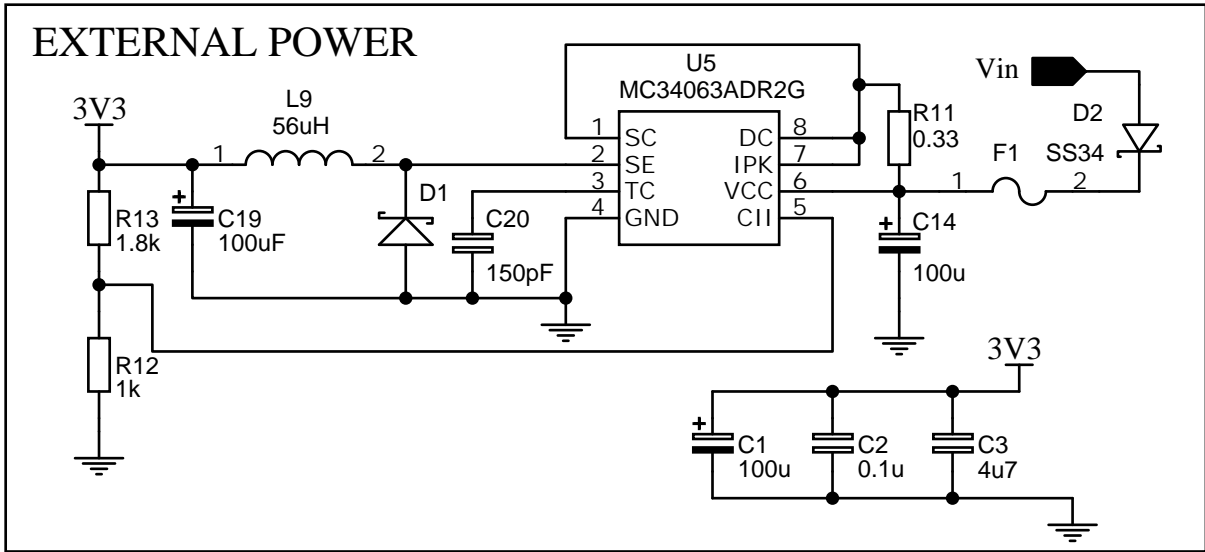 EXTERNAL POWER
3V3
L9
56uH
1
2
U5
MC34063ADR2G
1
SC
2
SE
3
TC
4
GND
DC
8
IPK
7
VCC
6
CII
5
Vin
D2
SS34
R11
0.33
F1
1
2
R13
1.8k
C19
100uF
D1
C20
150pF
C14
100u
R12
1k
3V3
C1
100u
C2
0.1u
C3
4u7